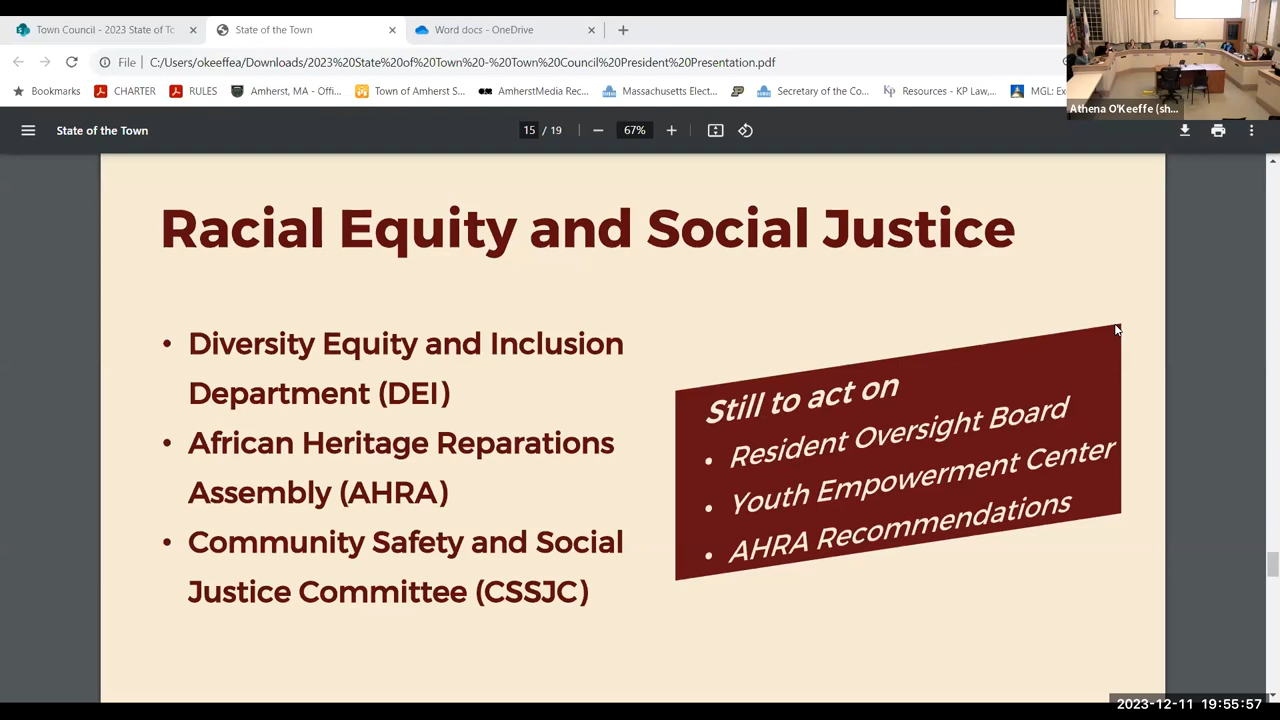 Town Council - 2023 State of To
State of the Town
Word docs - OneDrive
File
C:/Users/okeeffea/Downloads/2023%20State%20of%20Town%20-%20Town%20Council%20President%20Presentation.pdf
Bookmarks
CHARTER
RULES
Amherst, MA - Offi...
Town of Amherst S...
AmherstMedia Rec...
Massachusetts Elect...
Secretary of the Co...
Resources - KP Law,...
MGL: Ex
Athena O'Keeffe (sh...
State of the Town
15 / 19
67%
Racial Equity and Social Justice
• Diversity Equity and Inclusion
Department (DEI)
• African Heritage Reparations
Assembly (AHRA)
• Community Safety and Social
Justice Committee (CSSJC)
Still to act on
• Resident Oversight Board
• Youth Empowerment Center
• AHRA Recommendations
2023-12-11 19:55:57